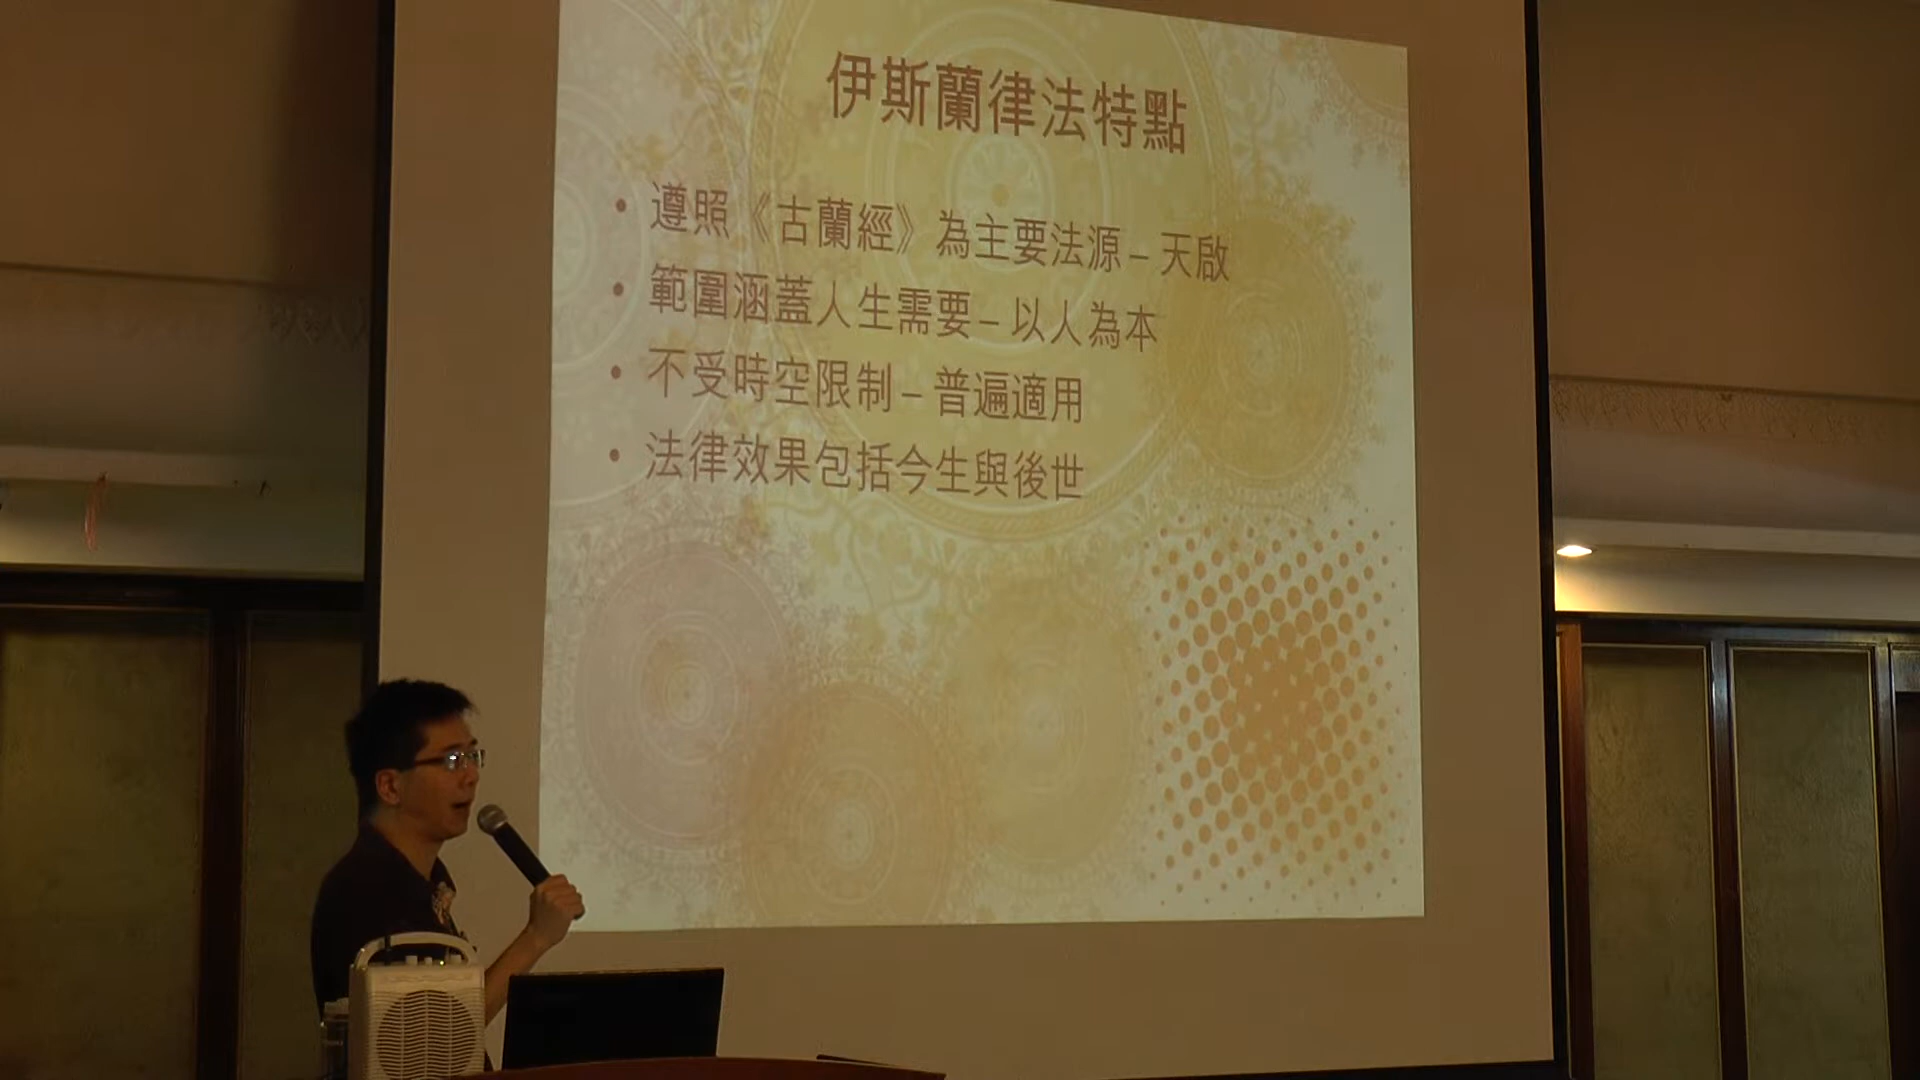 伊斯蘭律法特點
• 遵照《古蘭經》為主要法源 – 天啟
• 範圍涵蓋人生需要 – 以人為本
• 不受時空限制 – 普遍適用
• 法律效果包括今生與後世